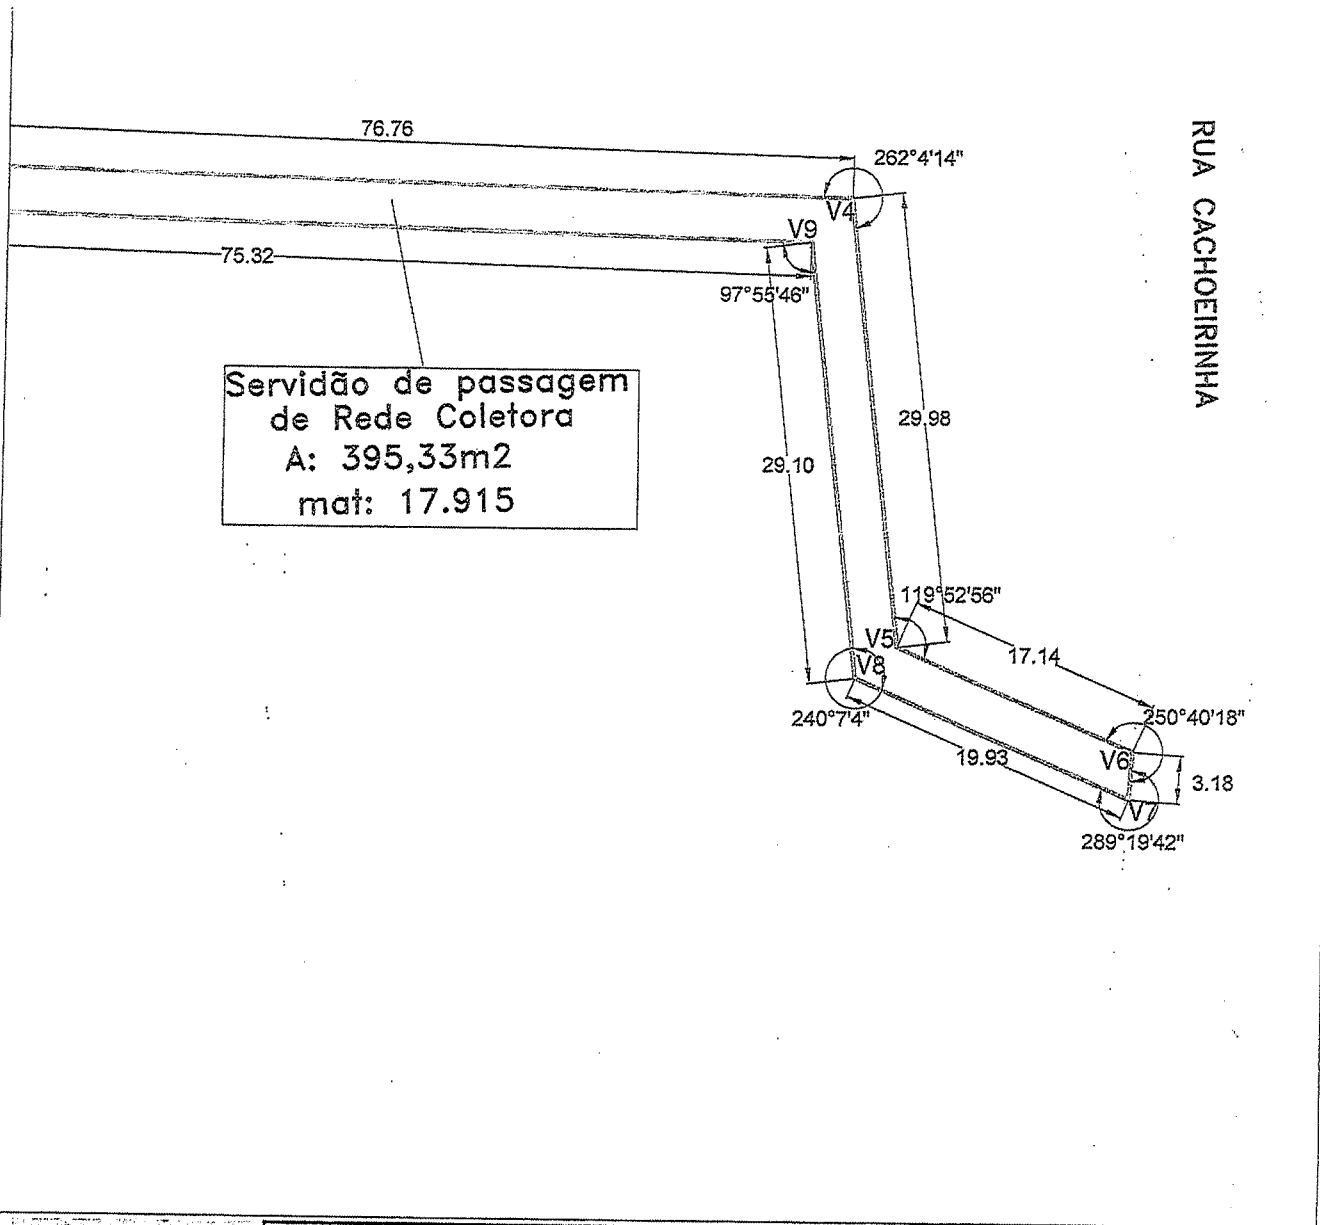 76.76
262°4'14"
RUA CACHOEIRINHA
V4
V9
75.32
97°55'46"
Servidão de passagem
de Rede Coletora
A: 395,33m2
mat: 17.915
29.98
29.10
119°52'56"
V5
17.14
V8
240°7'4"
250°40'18"
19.93
V6
3.18
V7
289°19'42"